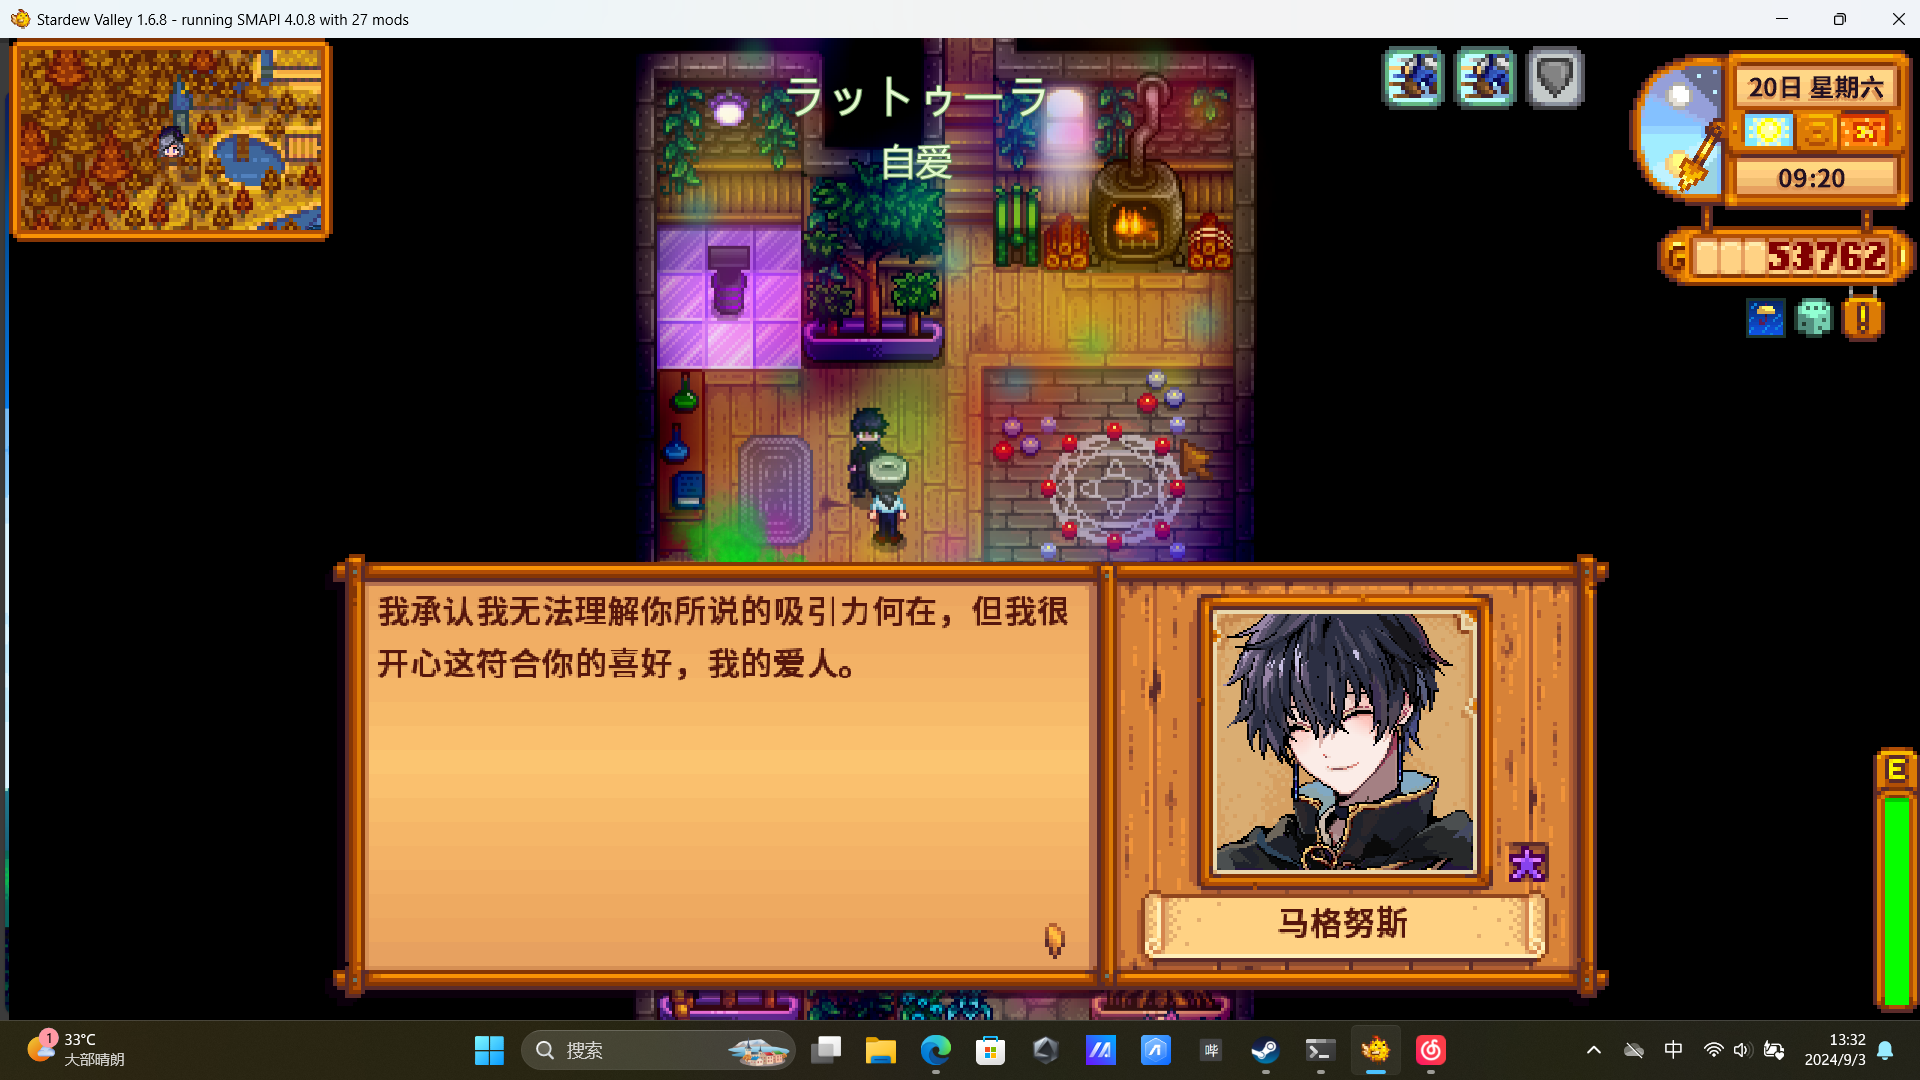 Stardew Valley 1.6.8 - running SMAPI 4.0.8 with 27 mods
ラットゥーラ
自爱
20日 星期六
09:20
G
53762
我承认我无法理解你所说的吸引力何在，但我很
开心这符合你的喜好，我的爱人。
马格努斯
E
1
33°C
大部晴朗
搜索
哔
中
13:32
2024/9/3